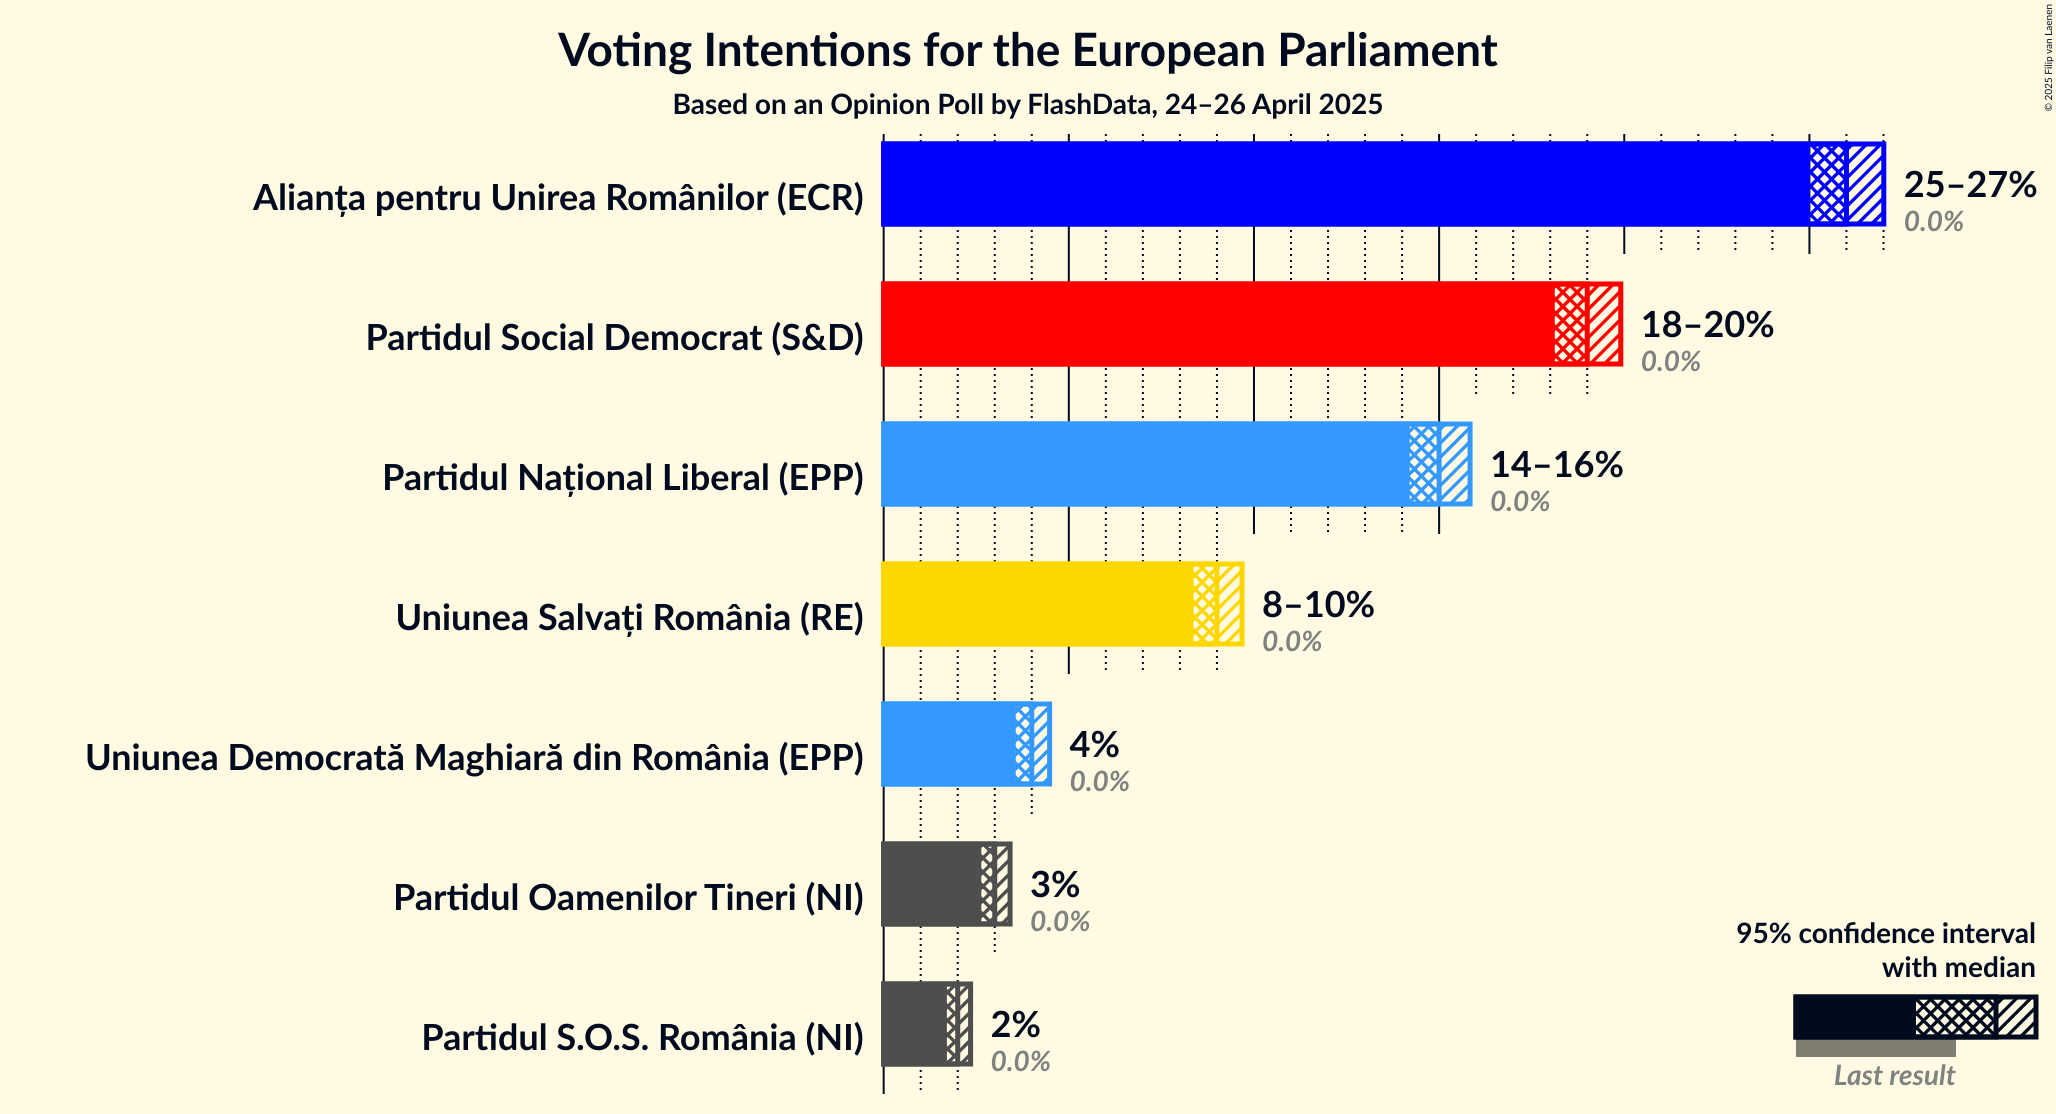 Voting Intentions for the European Parliament
Based on an Opinion Poll by FlashData, 24–26 April 2025
© 2025 Filip van Laenen
Alianța pentru Unirea Românilor (ECR)
25–27%
0.0%
Partidul Social Democrat (S&D)
18–20%
0.0%
Partidul Național Liberal (EPP)
14–16%
0.0%
Uniunea Salvați România (RE)
8–10%
0.0%
Uniunea Democrată Maghiară din România (EPP)
4%
0.0%
Partidul Oamenilor Tineri (NI)
3%
0.0%
Partidul S.O.S. România (NI)
2%
0.0%
95% confidence interval
with median
Last result